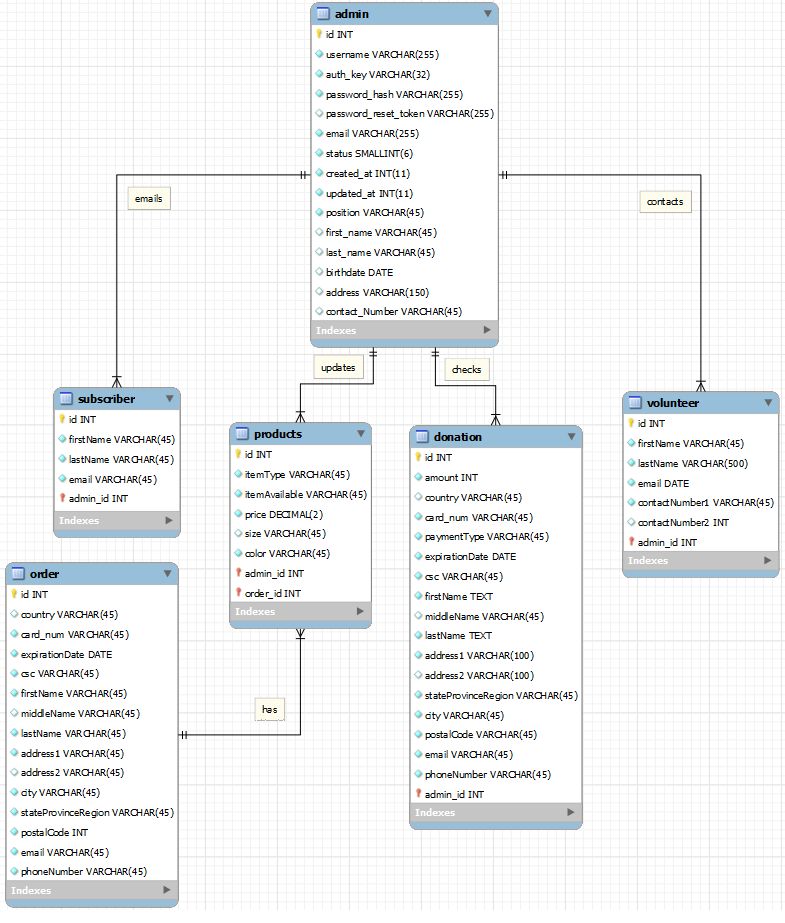 admin
id INT
username VARCHAR(255)
auth_key VARCHAR(32)
password_hash VARCHAR(255)
password_reset_token VARCHAR(255)
email VARCHAR(255)
status SMALLINT(6)
created_at INT(11)
updated_at INT(11)
position VARCHAR(45)
first_name VARCHAR(45)
last_name VARCHAR(45)
birthdate DATE
address VARCHAR(150)
contact_Number VARCHAR(45)
Indexes
emails
contacts
updates
checks
subscriber
id INT
firstName VARCHAR(45)
lastName VARCHAR(45)
email VARCHAR(45)
admin_id INT
Indexes
products
id INT
itemType VARCHAR(45)
itemAvailable VARCHAR(45)
price DECIMAL(2)
size VARCHAR(45)
color VARCHAR(45)
admin_id INT
order_id INT
Indexes
donation
id INT
amount INT
country VARCHAR(45)
card_num VARCHAR(45)
paymentType VARCHAR(45)
expirationDate DATE
csc VARCHAR(45)
firstName TEXT
middleName VARCHAR(45)
lastName TEXT
address1 VARCHAR(100)
address2 VARCHAR(100)
stateProvinceRegion VARCHAR(45)
city VARCHAR(45)
postalCode VARCHAR(45)
email VARCHAR(45)
phoneNumber VARCHAR(45)
admin_id INT
Indexes
volunteer
id INT
firstName VARCHAR(45)
lastName VARCHAR(500)
email DATE
contactNumber1 VARCHAR(45)
contactNumber2 INT
admin_id INT
Indexes
order
id INT
country VARCHAR(45)
card_num VARCHAR(45)
expirationDate DATE
csc VARCHAR(45)
firstName VARCHAR(45)
middleName VARCHAR(45)
lastName VARCHAR(45)
address1 VARCHAR(45)
address2 VARCHAR(45)
city VARCHAR(45)
stateProvinceRegion VARCHAR(45)
postalCode INT
email VARCHAR(45)
phoneNumber VARCHAR(45)
Indexes
has